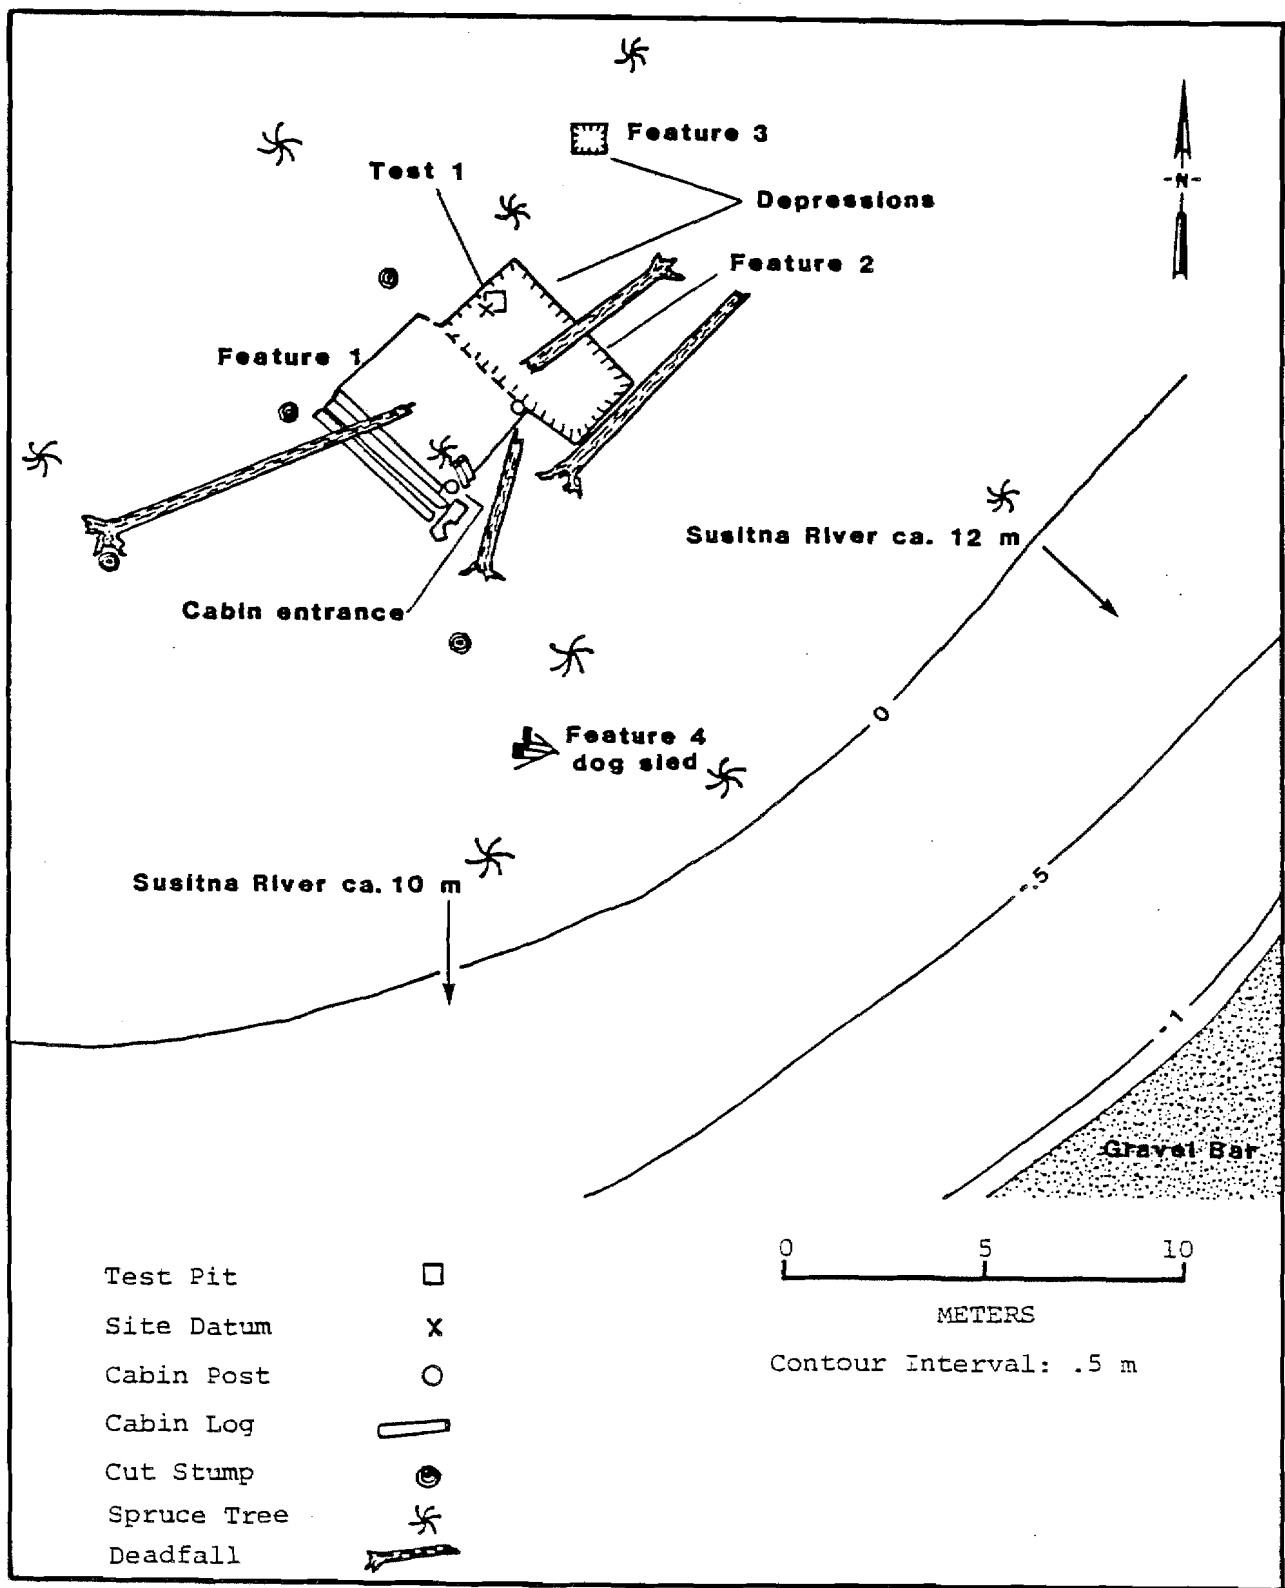 Feature 3
Test 1
Depressions
-N-
Feature 2
Feature 1
Susitna River ca. 12 m
Cabin entrance
0
Feature 4
dog sled
-.5
Susitna River ca. 10 m
-1
Gravel Bar
Test Pit
Site Datum
Cabin Post
Cabin Log
Cut Stump
Spruce Tree
Deadfall
0 5 10
METERS
Contour Interval: .5 m